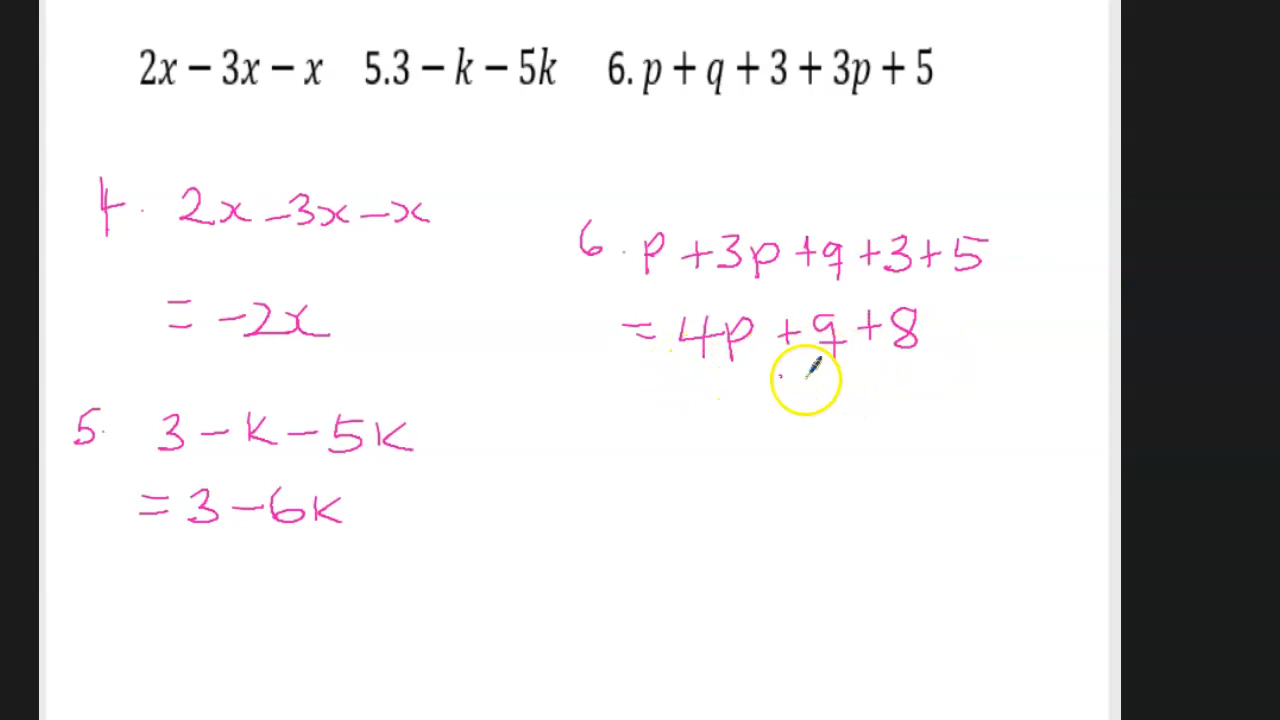 2x − 3x − x 5.3 − k − 5k 6. p + q + 3 + 3p + 5
4. 2x -3x -x
= -2x
5. 3 - k - 5k
= 3 - 6k
6. p +3p +q +3+5
= 4p +q +8